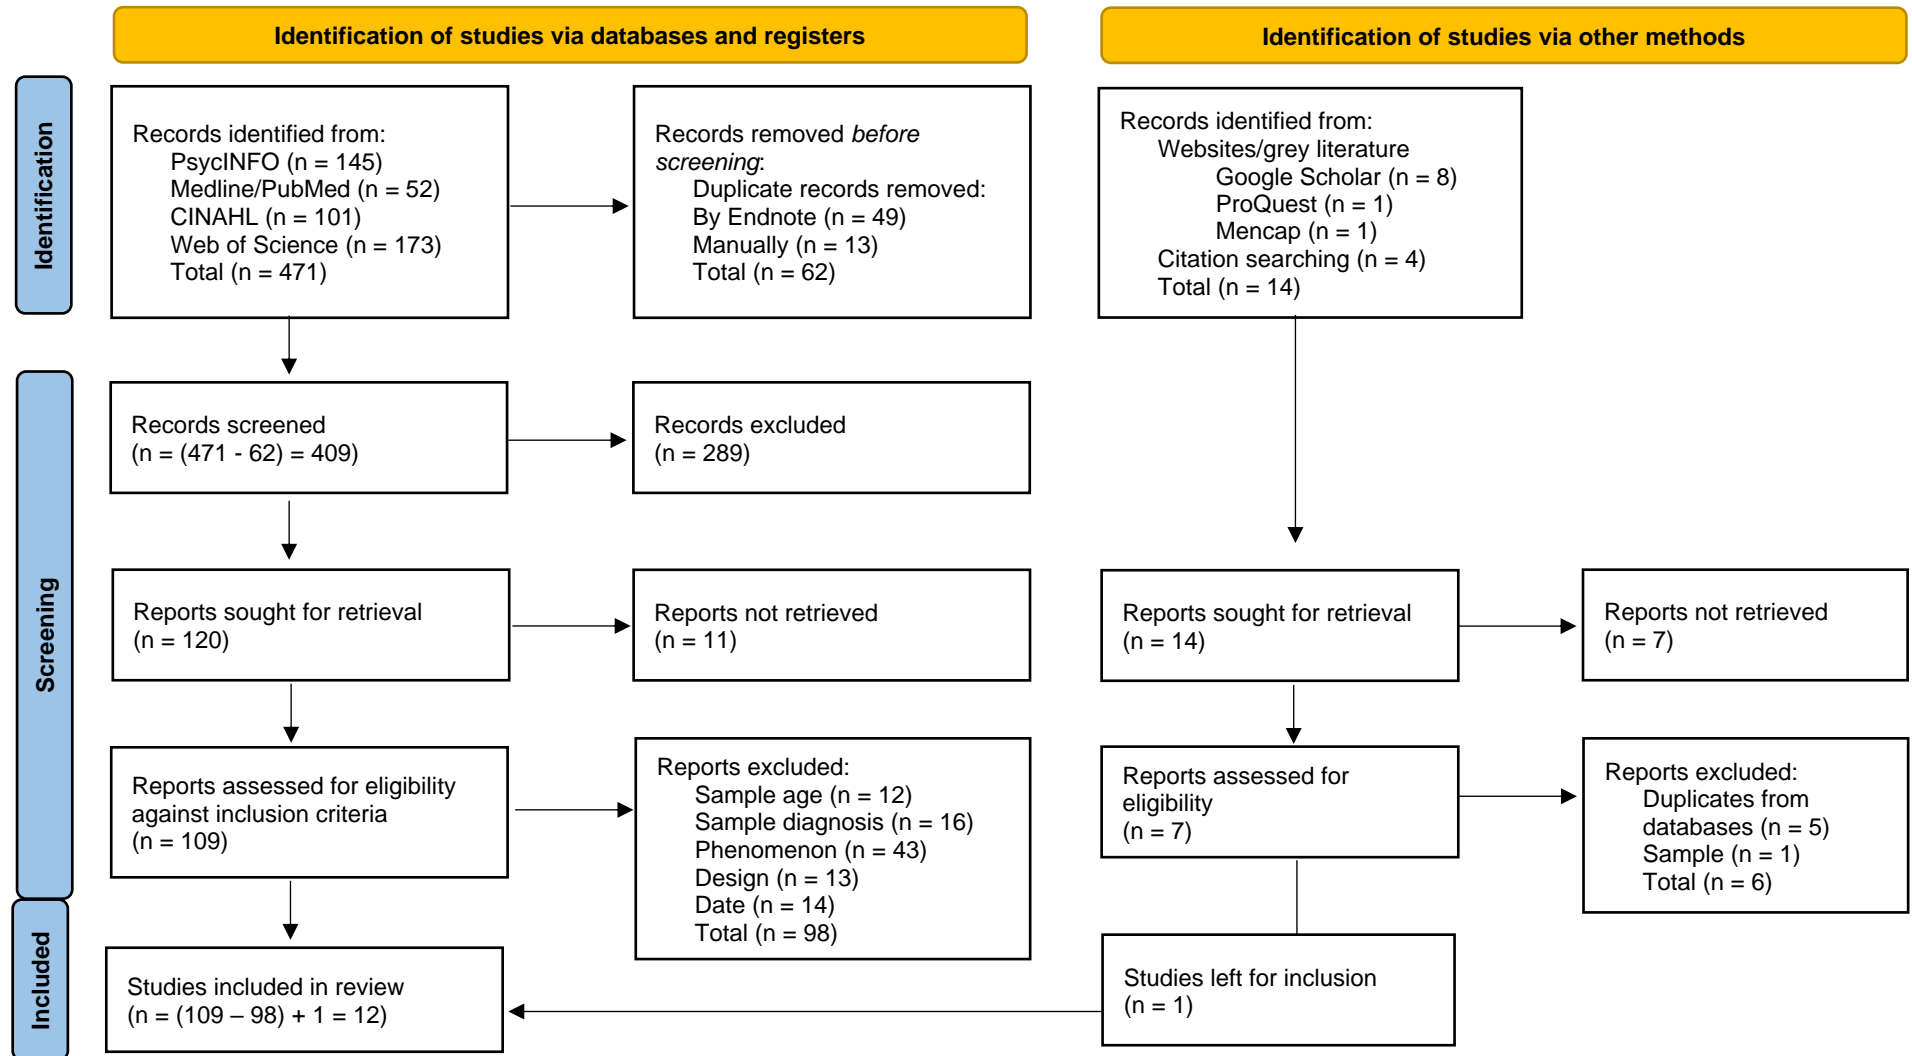 Identification of studies via databases and registers
Identification of studies via other methods
Identification
Records identified from:
PsycINFO (n = 145)
Medline/PubMed (n = 52)
CINAHL (n = 101)
Web of Science (n = 173)
Total (n = 471)
Records removed before
screening:
Duplicate records removed:
By Endnote (n = 49)
Manually (n = 13)
Total (n = 62)
Records identified from:
Websites/grey literature
Google Scholar (n = 8)
ProQuest (n = 1)
Mencap (n = 1)
Citation searching (n = 4)
Total (n = 14)
Screening
Records screened
(n = (471 - 62) = 409)
Records excluded
(n = 289)
Reports sought for retrieval
(n = 120)
Reports not retrieved
(n = 11)
Reports sought for retrieval
(n = 14)
Reports not retrieved
(n = 7)
Reports assessed for eligibility
against inclusion criteria
(n = 109)
Reports excluded:
Sample age (n = 12)
Sample diagnosis (n = 16)
Phenomenon (n = 43)
Design (n = 13)
Date (n = 14)
Total (n = 98)
Reports assessed for
eligibility
(n = 7)
Reports excluded:
Duplicates from
databases (n = 5)
Sample (n = 1)
Total (n = 6)
Included
Studies included in review
(n = (109 – 98) + 1 = 12)
Studies left for inclusion
(n = 1)